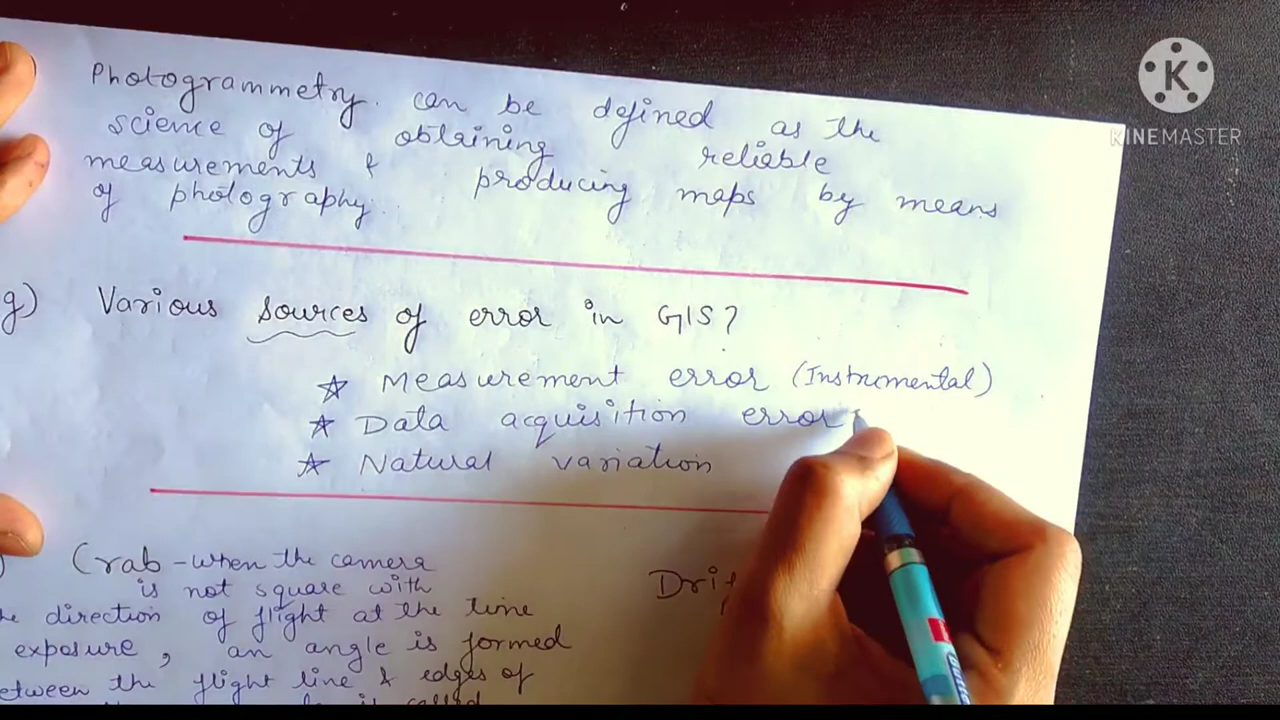 Photogrammetry can be defined as the
science of obtaining reliable
measurements & producing maps by means
of photography.
g) Various sources of error in GIS?
☆ Measurement error (Instrumental)
☆ Data acquisition error
☆ Natural variation
Crab - when the camera
is not square with
direction of flight at the time
exposure, an angle is formed
between the flight line & edges of
called
K
KINEMASTER